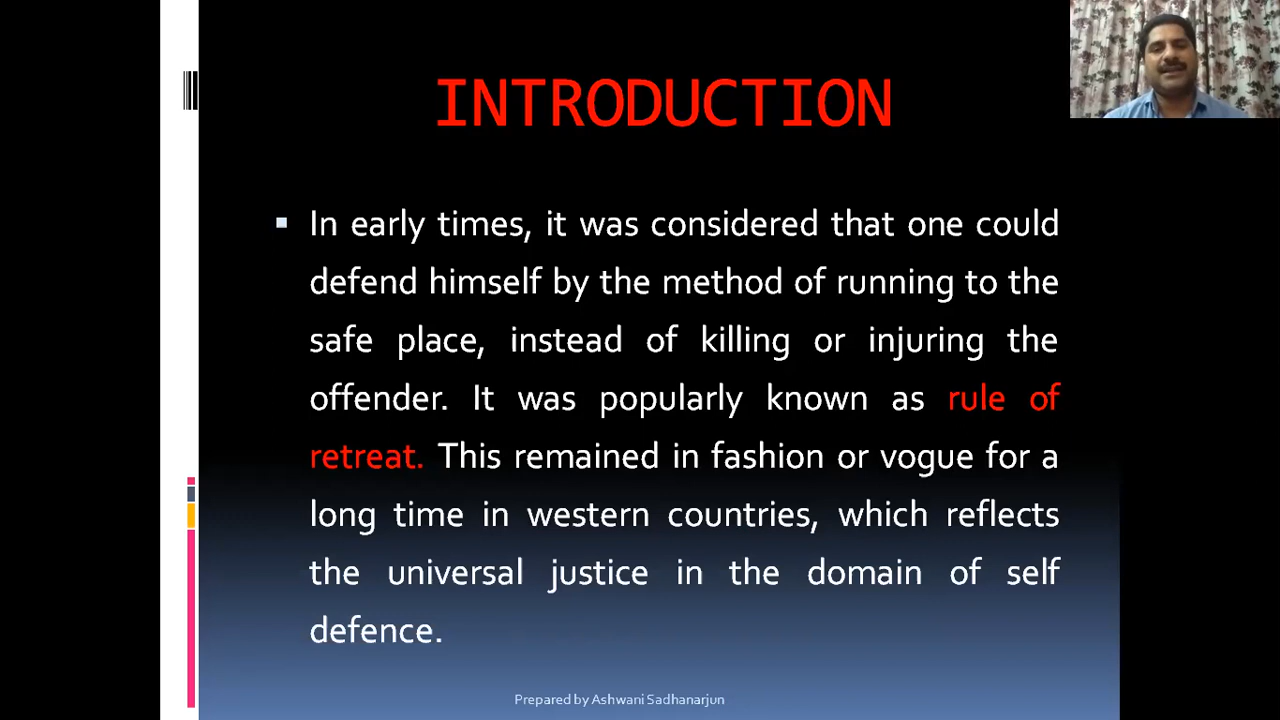 INTRODUCTION
In early times, it was considered that one could
defend himself by the method of running to the
safe place, instead of killing or injuring the
offender. It was popularly known as rule of
retreat. This remained in fashion or vogue for a
long time in western countries, which reflects
the universal justice in the domain of self
defence.
Prepared by Ashwani Sadhanarjun